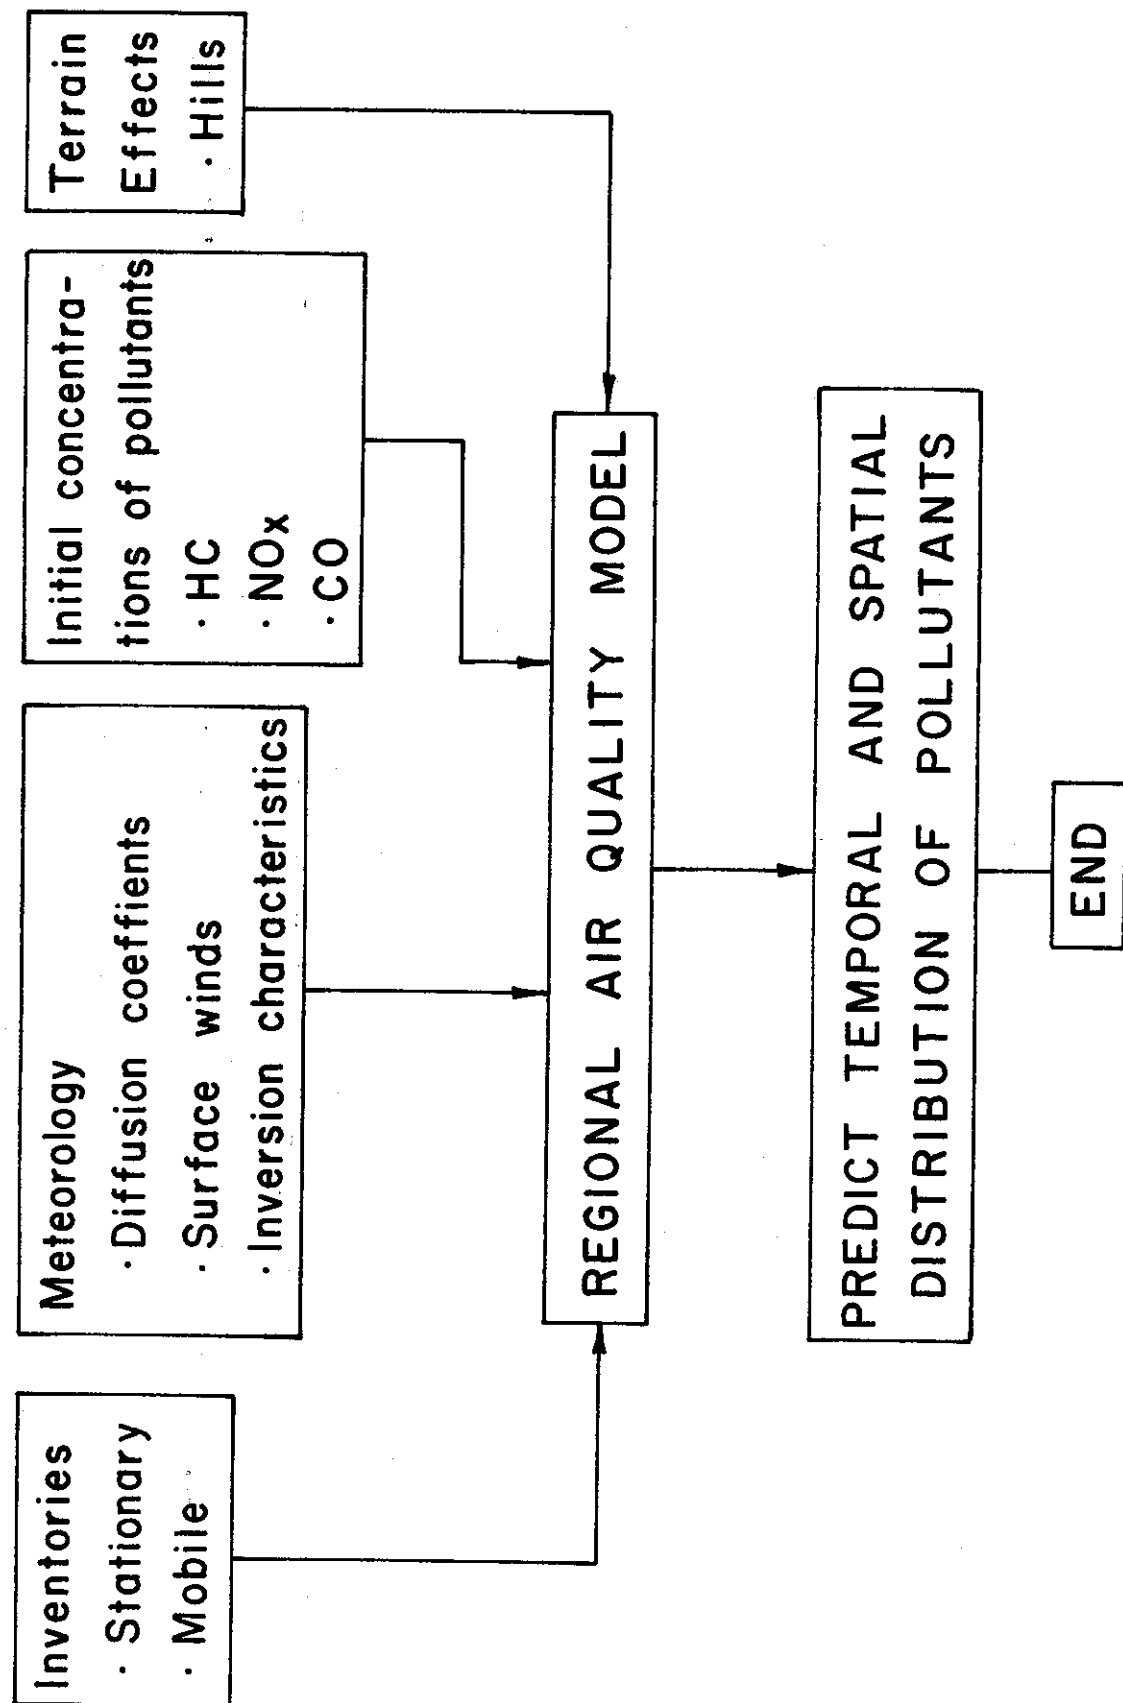 Inventories
· Stationary
· Mobile
Meteorology
· Diffusion coeffients
· Surface winds
· Inversion characteristics
Initial concentra-
tions of pollutants
· HC
· NOx
· CO
Terrain
Effects
· Hills
REGIONAL AIR QUALITY MODEL
PREDICT TEMPORAL AND SPATIAL
DISTRIBUTION OF POLLUTANTS
END